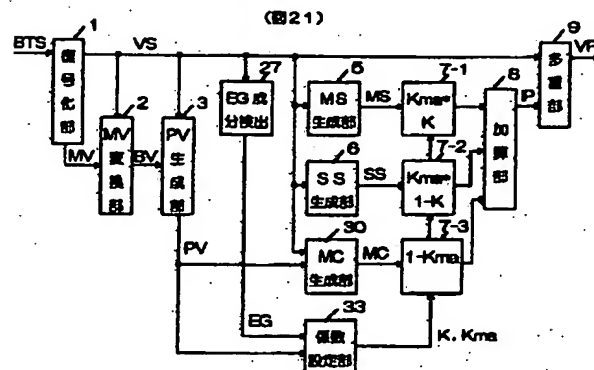 (図21)
1
BTS
復号化部
VS
MV
2
MV変換部
BV
3
PV生成部
PV
27
EG成分検出
EG
5
MS生成部
MS
7-1
Kma*
K
6
SS生成部
SS
7-2
Kma*
1-K
30
MC生成部
MC
7-3
1-Kma
33
係数設定部
K, Kma
8
加算部
IP
9
多重部